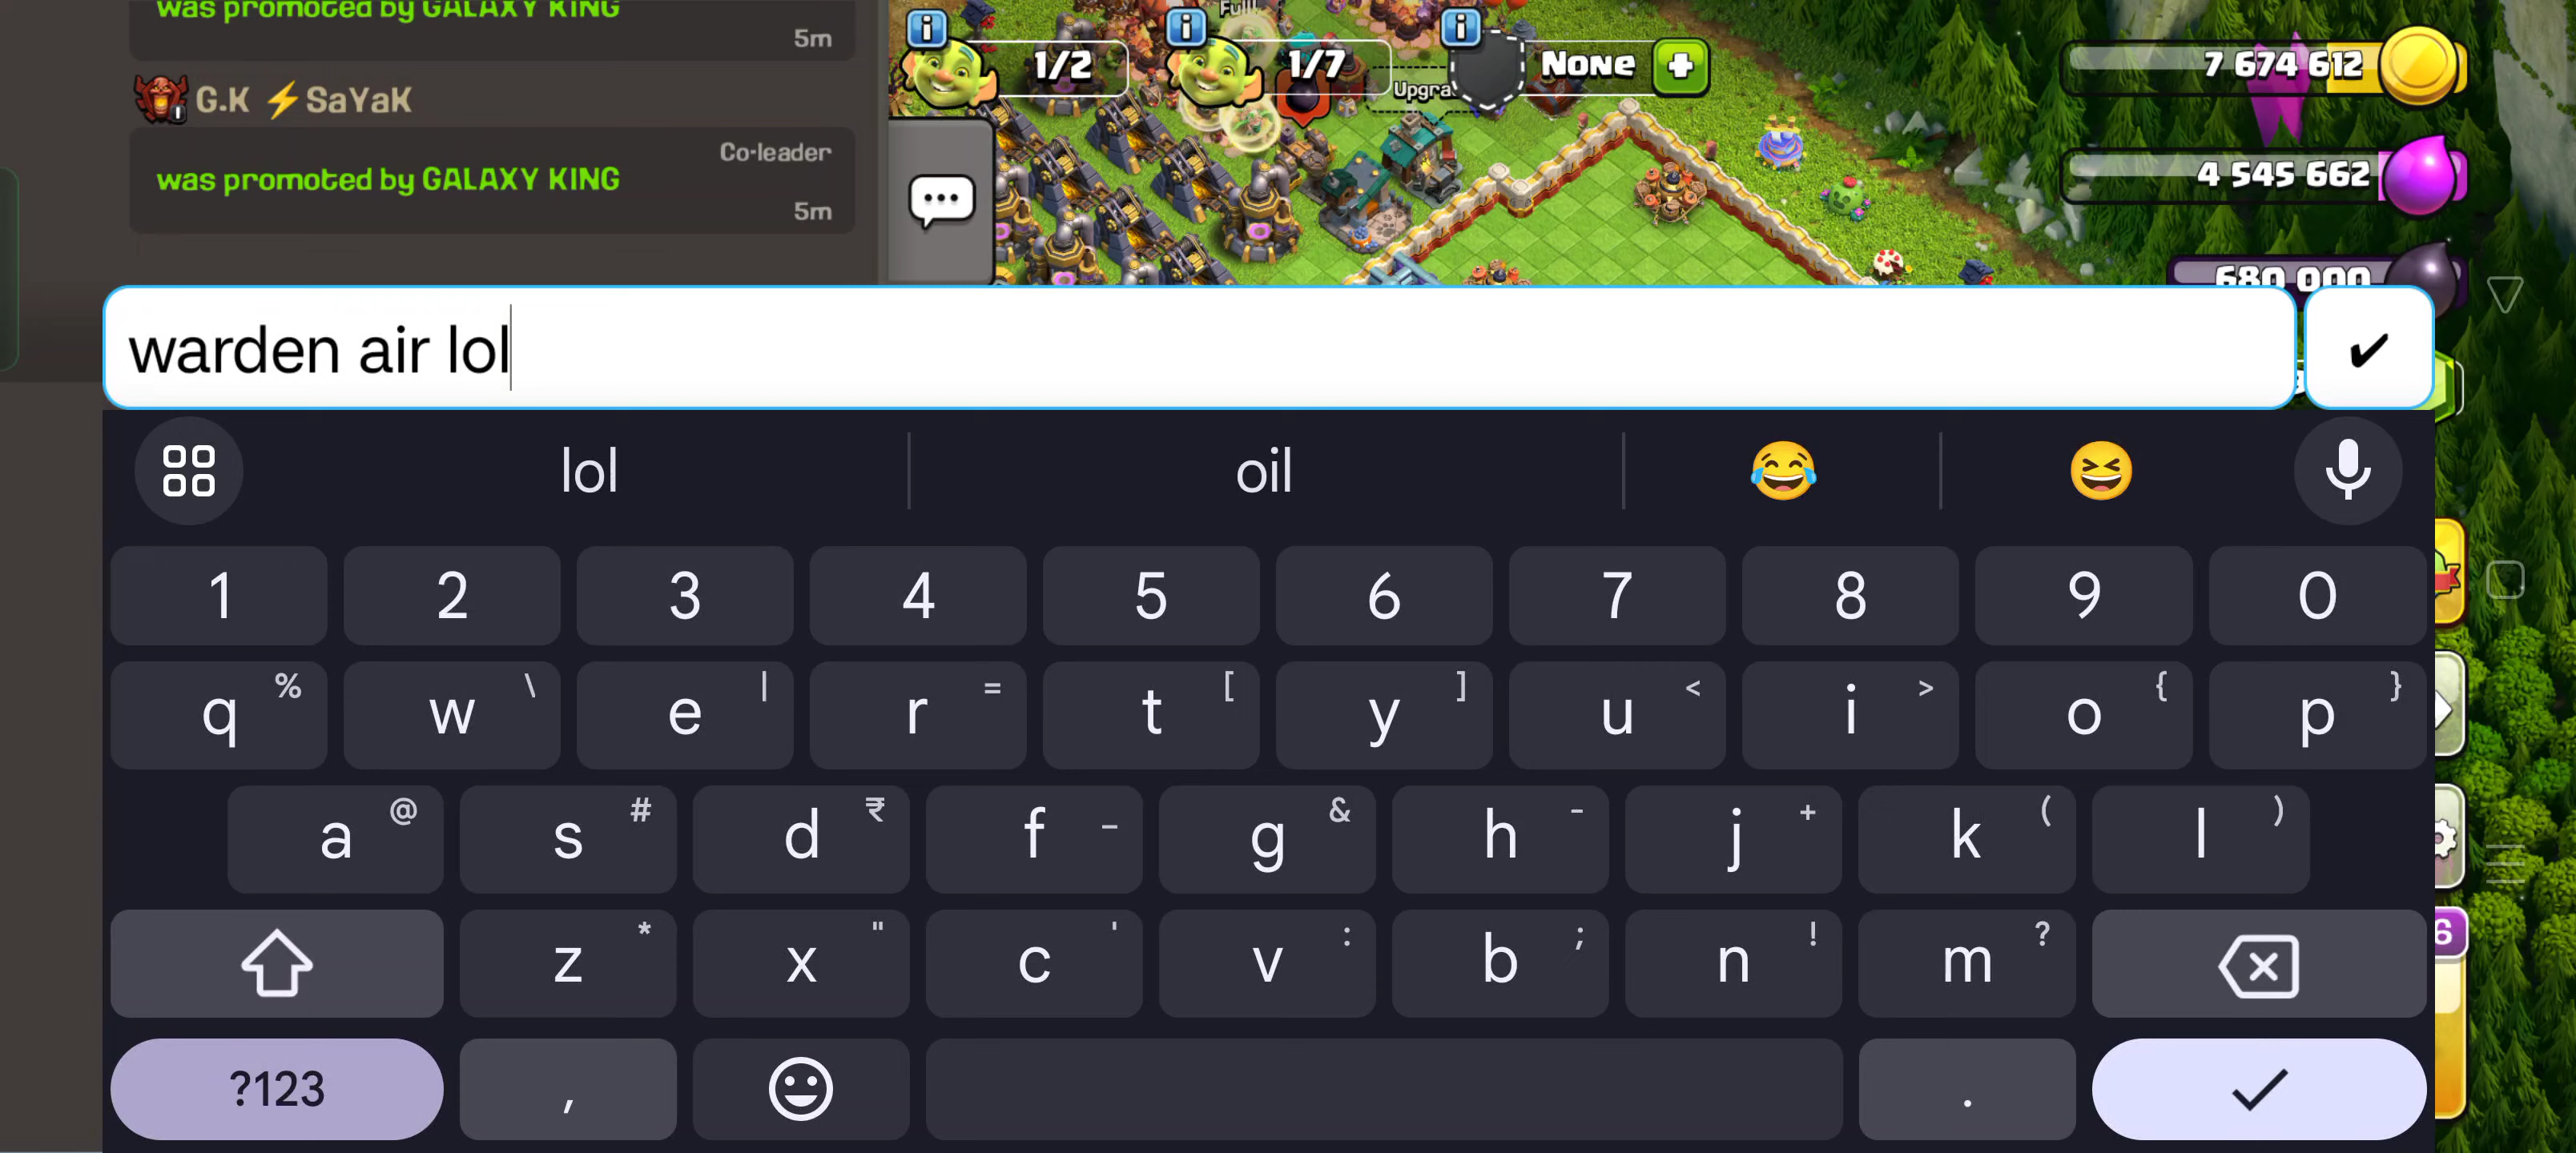 was promoted by GALAXY KING
5m
G.K ⚡SaYaK
Co-leader
was promoted by GALAXY KING
5m
Full!
1/2
1/7
None
Upgra
7 674 612
4 545 662
680 000
warden air lol
lol oil 😂 😆
1 2 3 4 5 6 7 8 9 0
q % w \ e | r = t [ y ] u < i > o { p }
a @ s # d ₹ f _ g & h - j + k ( l )
z * x " c ' v : b ; n ! m ?
6
?123 , .